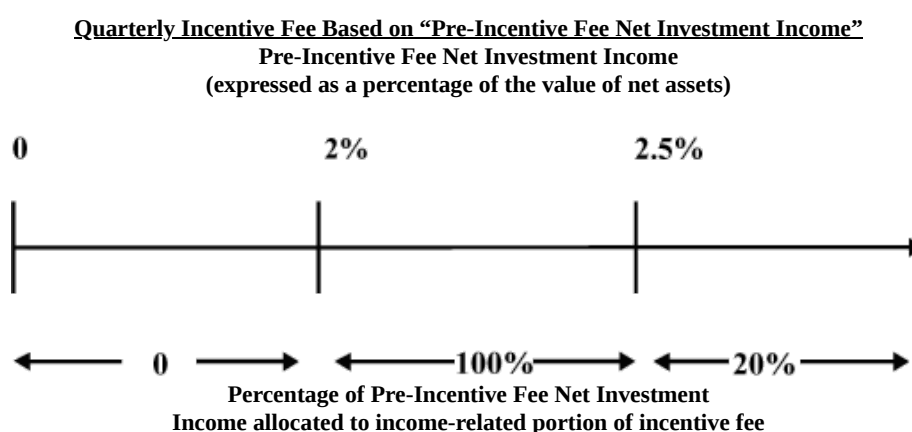 Quarterly Incentive Fee Based on “Pre-Incentive Fee Net Investment Income”
Pre-Incentive Fee Net Investment Income
(expressed as a percentage of the value of net assets)
0 2% 2.5%
0 100% 20%
Percentage of Pre-Incentive Fee Net Investment
Income allocated to income-related portion of incentive fee